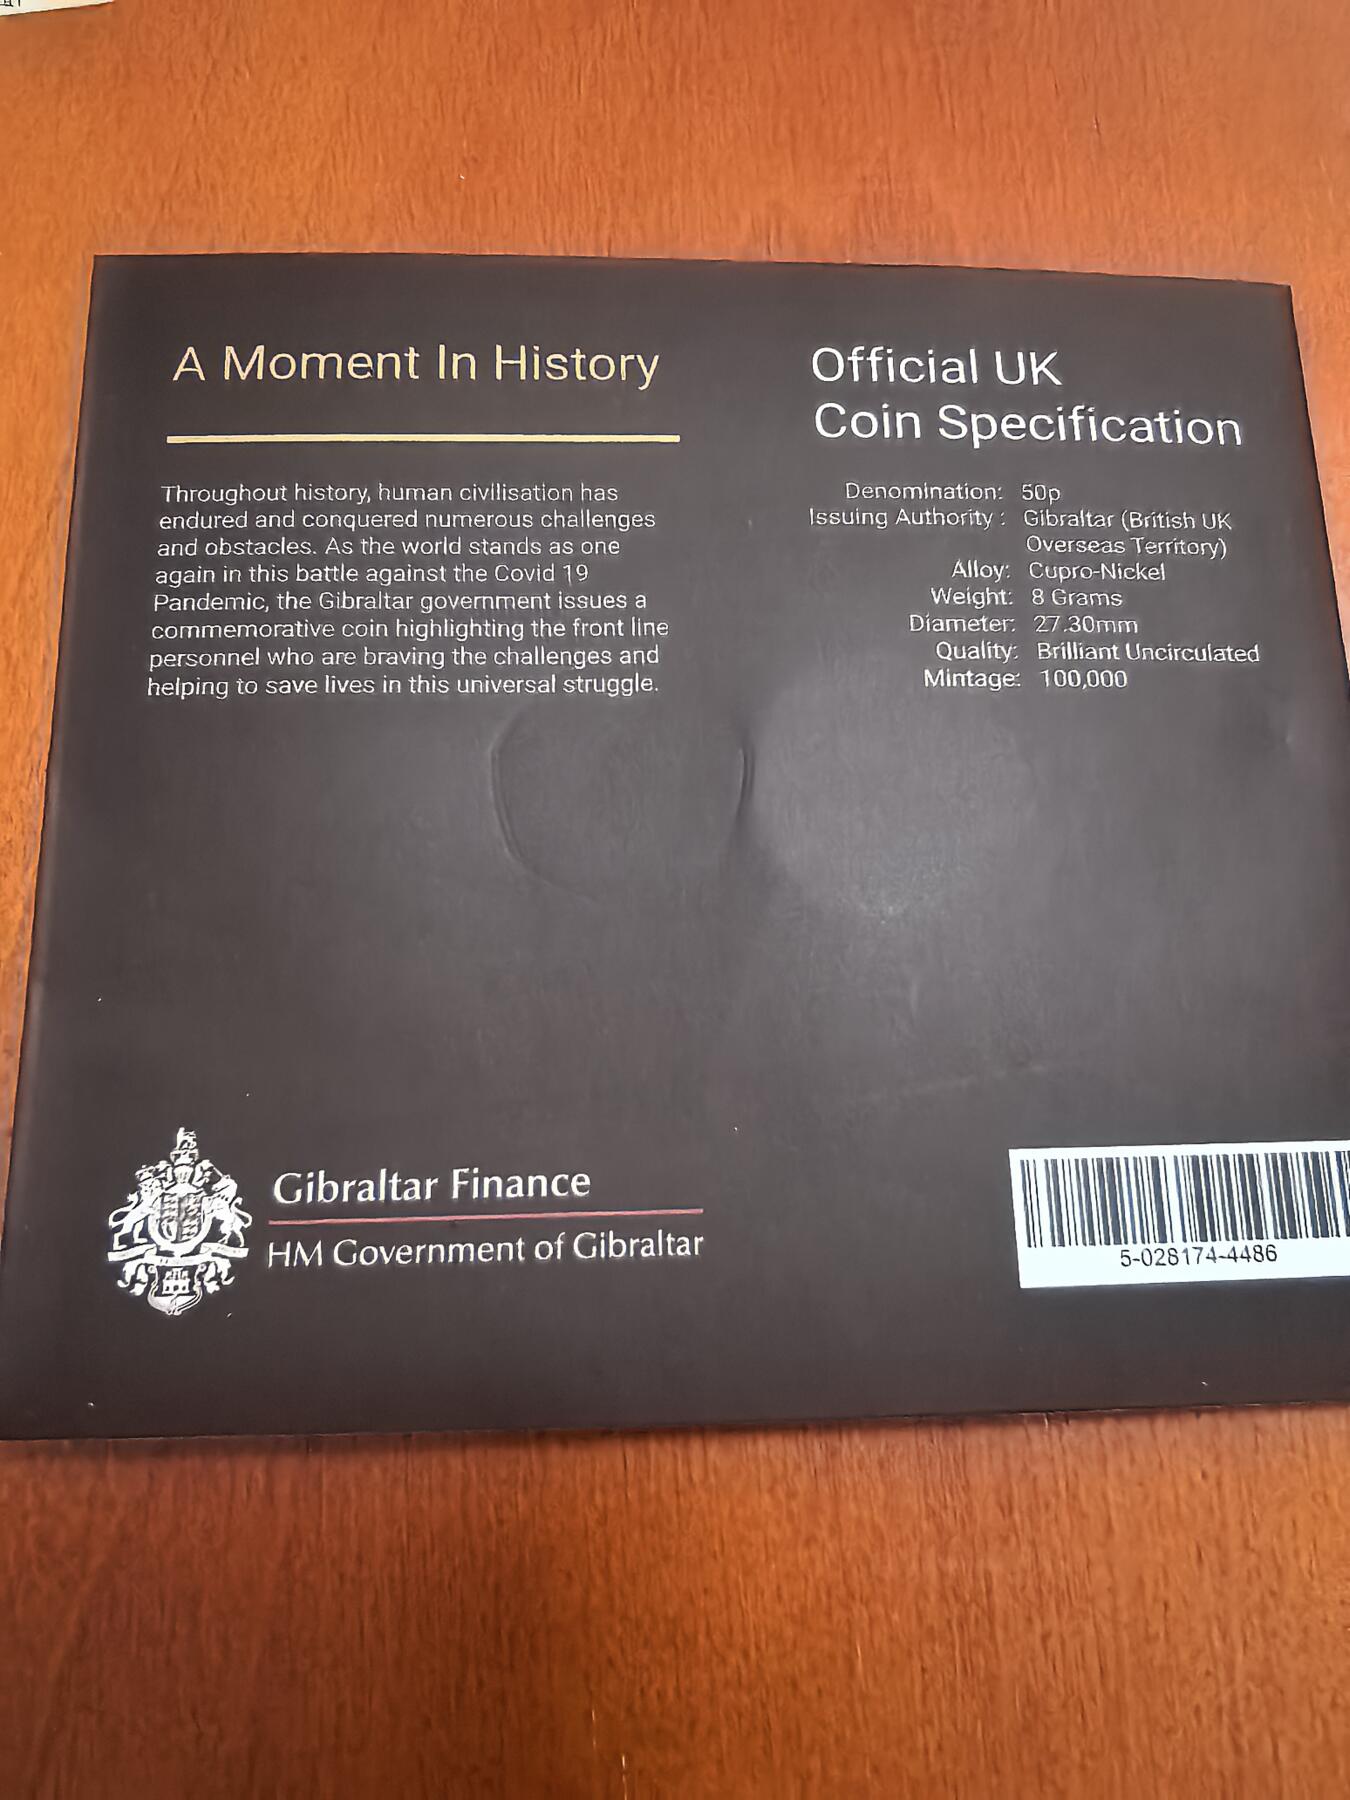 A Moment In History
Throughout history, human civilisation has
endured and conquered numerous challenges
and obstacles. As the world stands as one
again in this battle against the Covid 19
Pandemic, the Gibraltar government issues a
commemorative coin highlighting the front line
personnel who are braving the challenges and
helping to save lives in this universal struggle.
Official UK
Coin Specification
Denomination: 50p
Issuing Authority : Gibraltar (British UK
Overseas Territory)
Alloy: Cupro-Nickel
Weight: 8 Grams
Diameter: 27.30mm
Quality: Brilliant Uncirculated
Mintage: 100,000
Gibraltar Finance
HM Government of Gibraltar
5-028174-4486